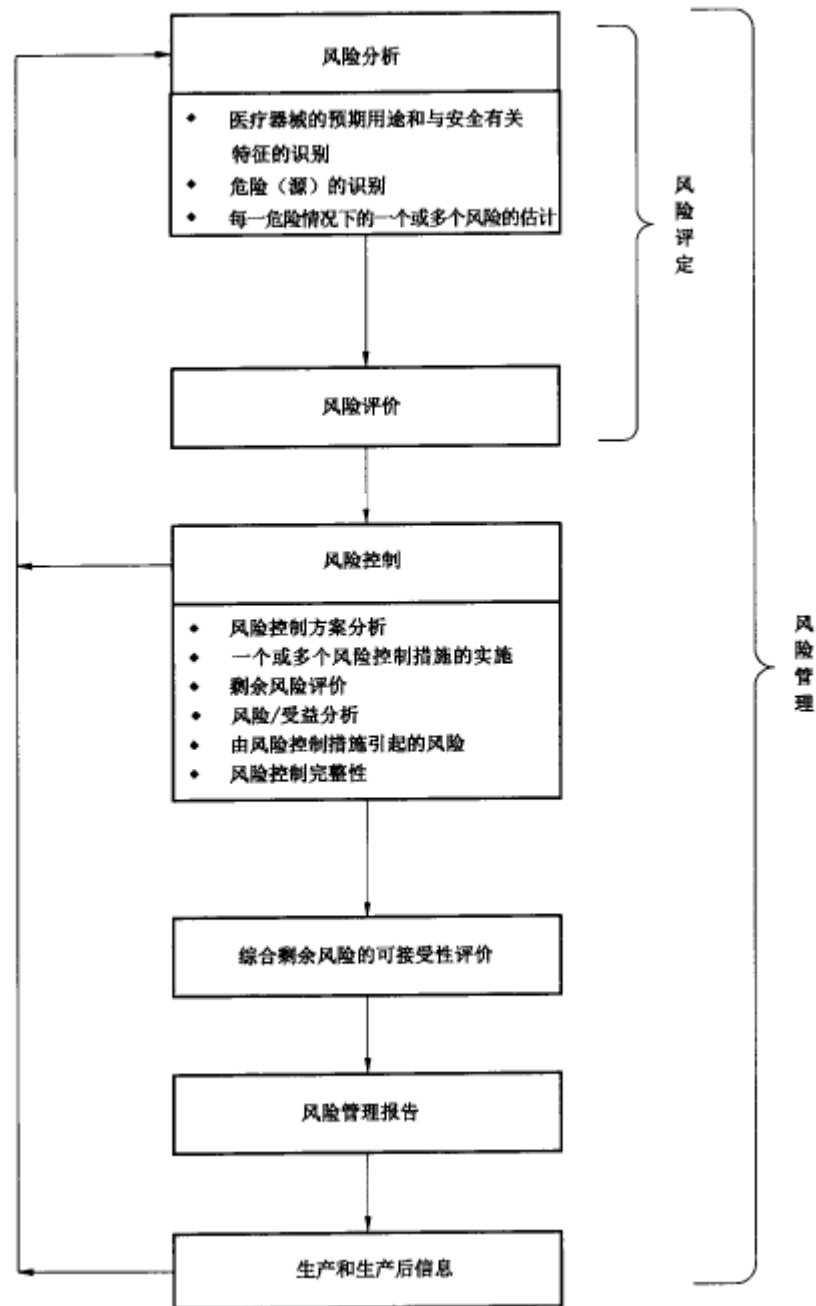 风险分析
◆ 医疗器械的预期用途和与安全有关
特征的识别
◆ 危险（源）的识别
◆ 每一危险情况下的一个或多个风险的估计
风险评价
风险评定
风险控制
◆ 风险控制方案分析
◆ 一个或多个风险控制措施的实施
◆ 剩余风险评价
◆ 风险/受益分析
◆ 由风险控制措施引起的风险
◆ 风险控制完整性
综合剩余风险的可接受性评价
风险管理报告
生产和生产后信息
风险管理